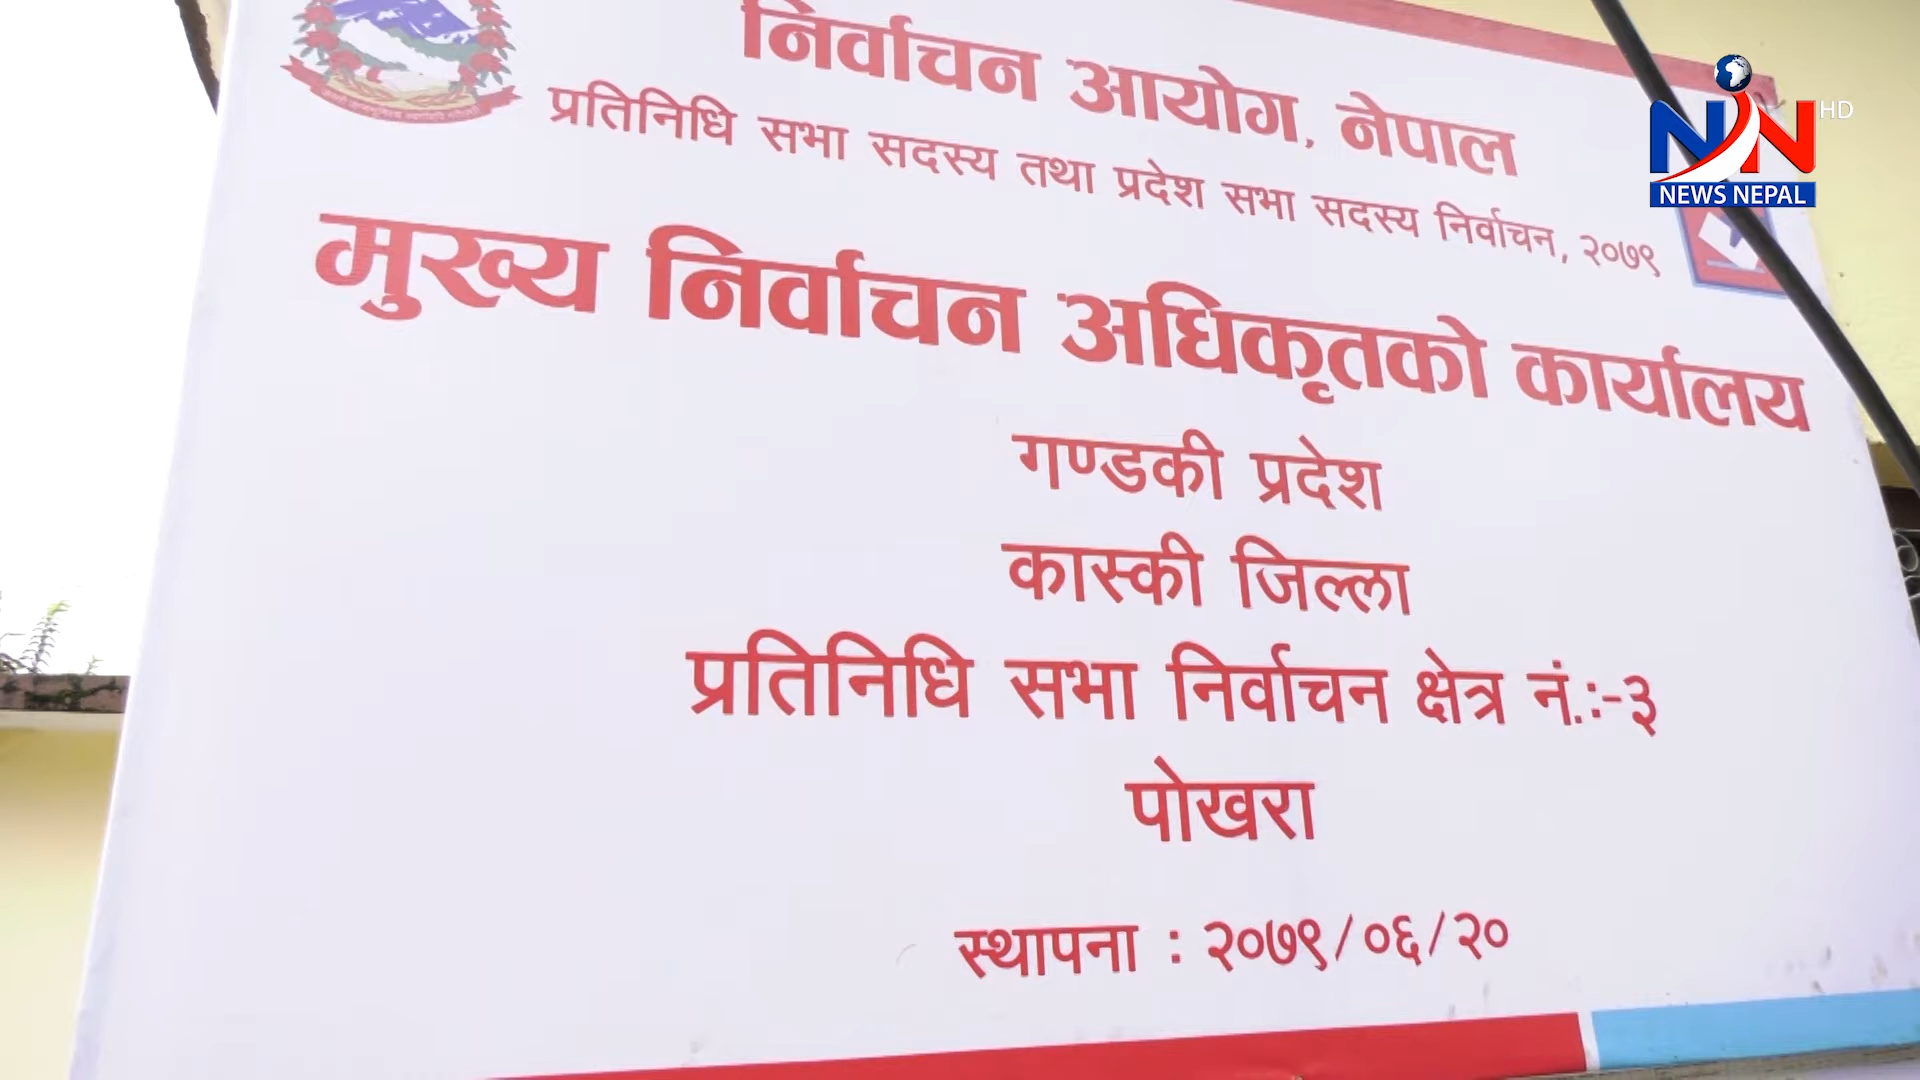 निर्वाचन आयोग, नेपाल
प्रतिनिधि सभा सदस्य तथा प्रदेश सभा सदस्य निर्वाचन, २०७९
मुख्य निर्वाचन अधिकृतको कार्यालय
गण्डकी प्रदेश
कास्की जिल्ला
प्रतिनिधि सभा निर्वाचन क्षेत्र नं.:-३
पोखरा
स्थापना : २०७९/०६/२०
NN HD
NEWS NEPAL